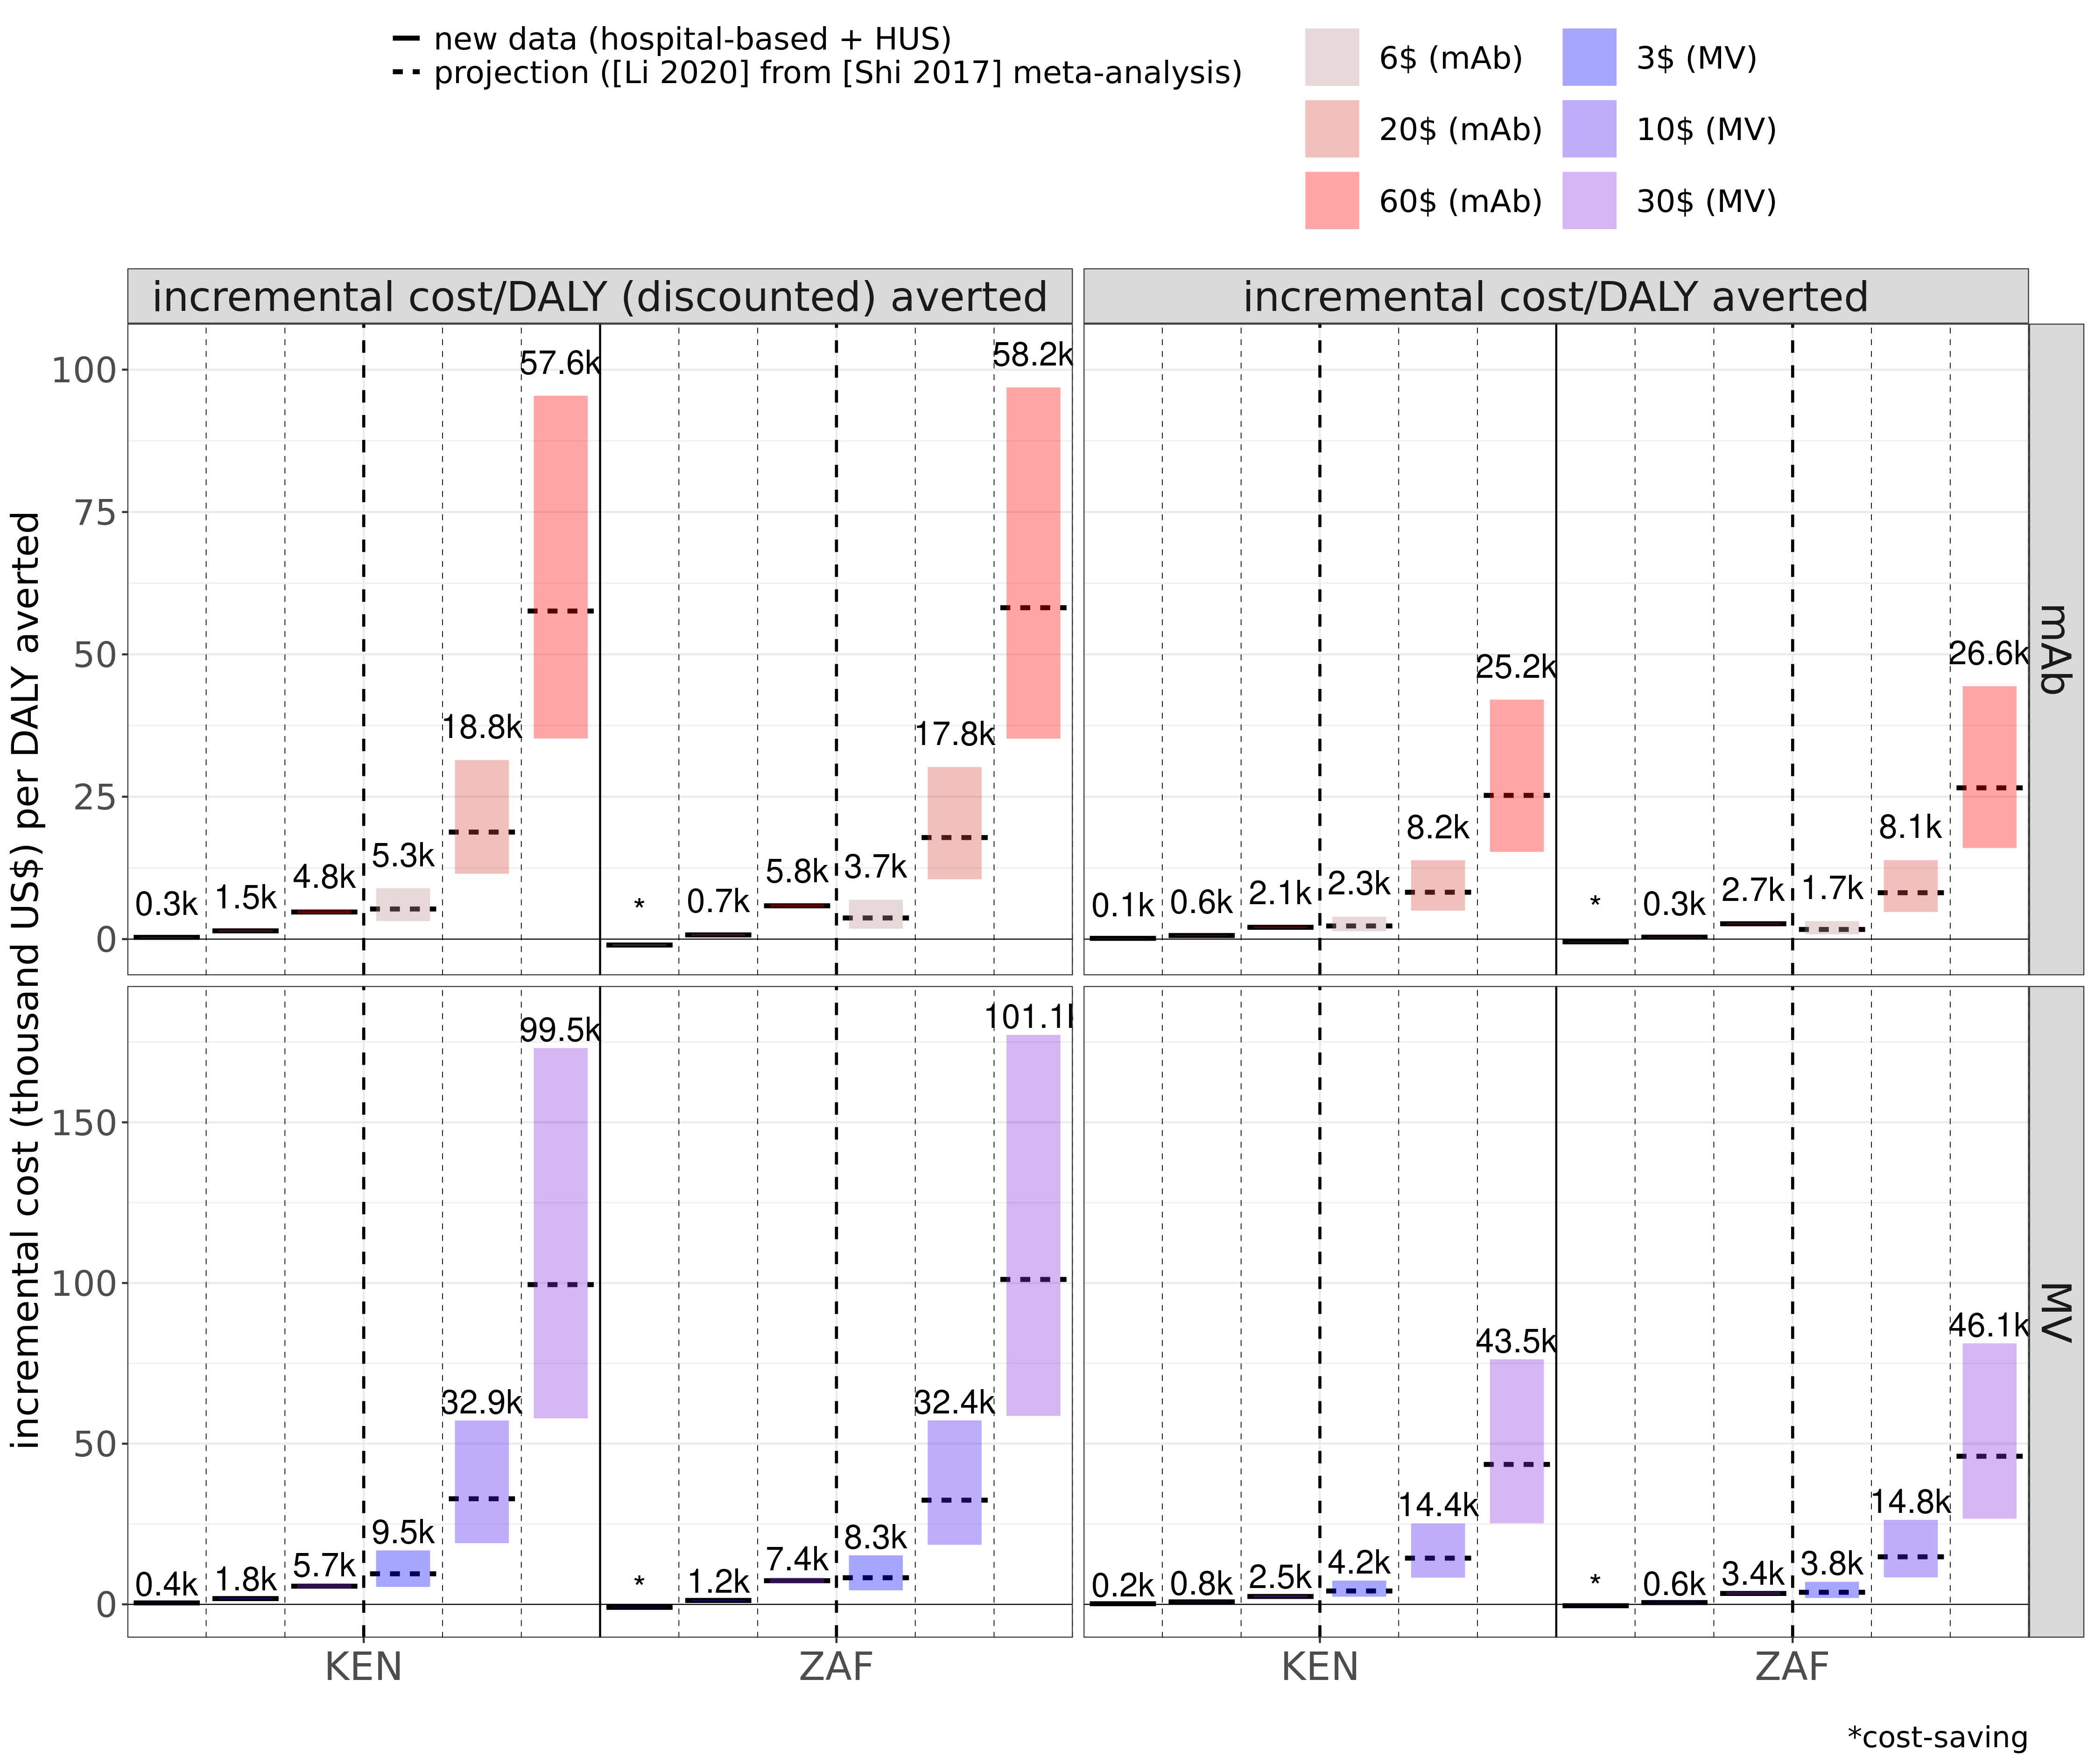 new data (hospital-based + HUS)
projection ([Li 2020] from [Shi 2017] meta-analysis)
6$ (mAb)
20$ (mAb)
60$ (mAb)
3$ (MV)
10$ (MV)
30$ (MV)
incremental cost (thousand US$) per DALY averted
incremental cost/DALY (discounted) averted
incremental cost/DALY averted
mAb
MV
100
75
50
25
0
0.3k
1.5k
4.8k
5.3k
18.8k
57.6k
*
0.7k
5.8k
3.7k
17.8k
58.2k
0.1k
0.6k
2.1k
2.3k
8.2k
25.2k
*
0.3k
2.7k
1.7k
8.1k
26.6k
150
100
50
0
0.4k
1.8k
5.7k
9.5k
32.9k
99.5k
*
1.2k
7.4k
8.3k
32.4k
101.1k
0.2k
0.8k
2.5k
4.2k
14.4k
43.5k
*
0.6k
3.4k
3.8k
14.8k
46.1k
KEN
ZAF
KEN
ZAF
*cost-saving